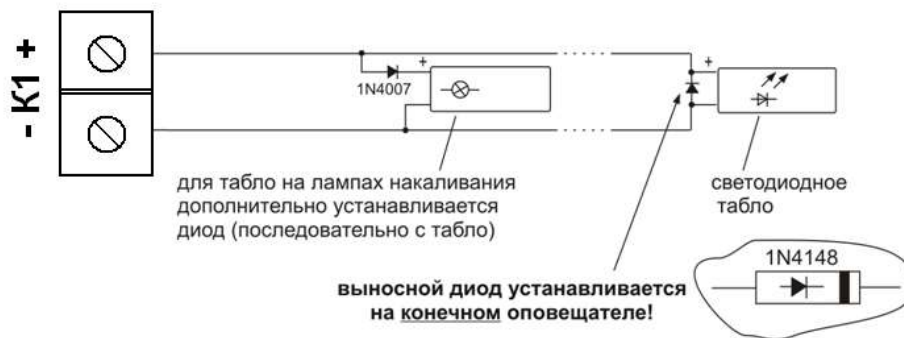 - К1 +
+
1N4007
+
для табло на лампах накаливания
дополнительно устанавливается
диод (последовательно с табло)
светодиодное
табло
1N4148
выносной диод устанавливается
на конечном оповещателе!